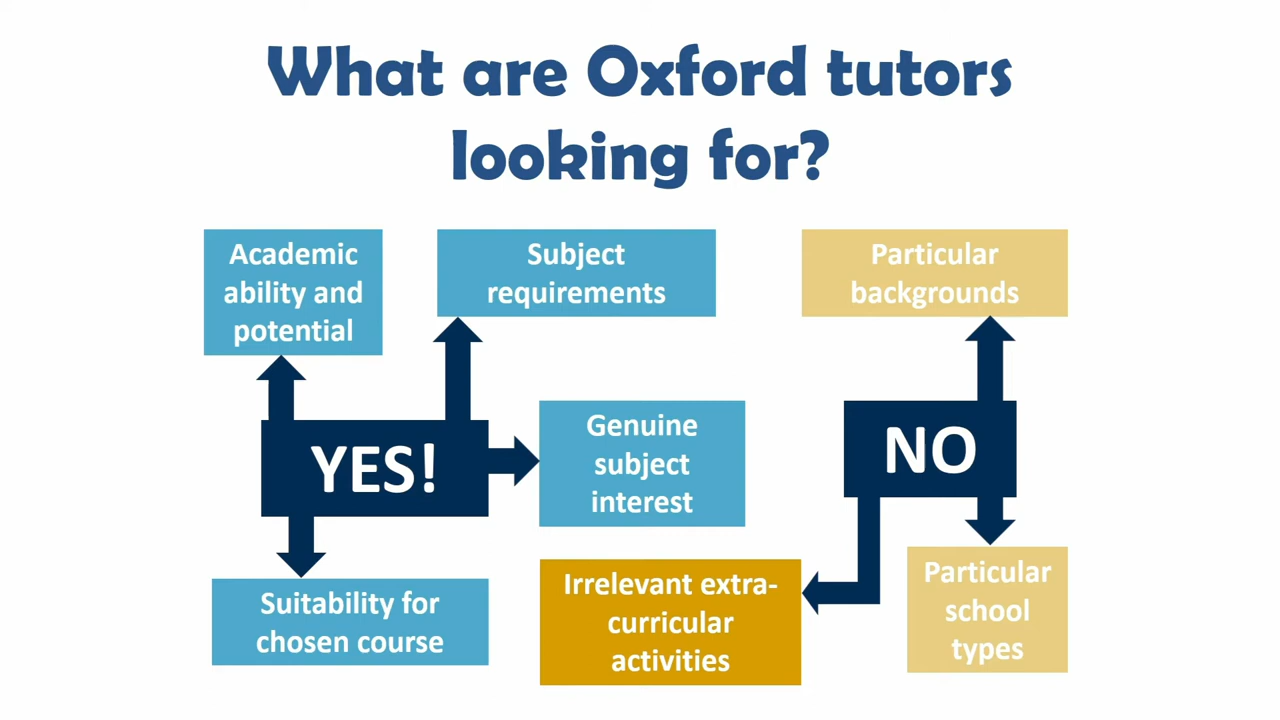 What are Oxford tutors
looking for?
Academic
ability and
potential
Subject
requirements
Particular
backgrounds
YES!
Genuine
subject
interest
NO
Suitability for
chosen course
Irrelevant extra-
curricular
activities
Particular
school
types